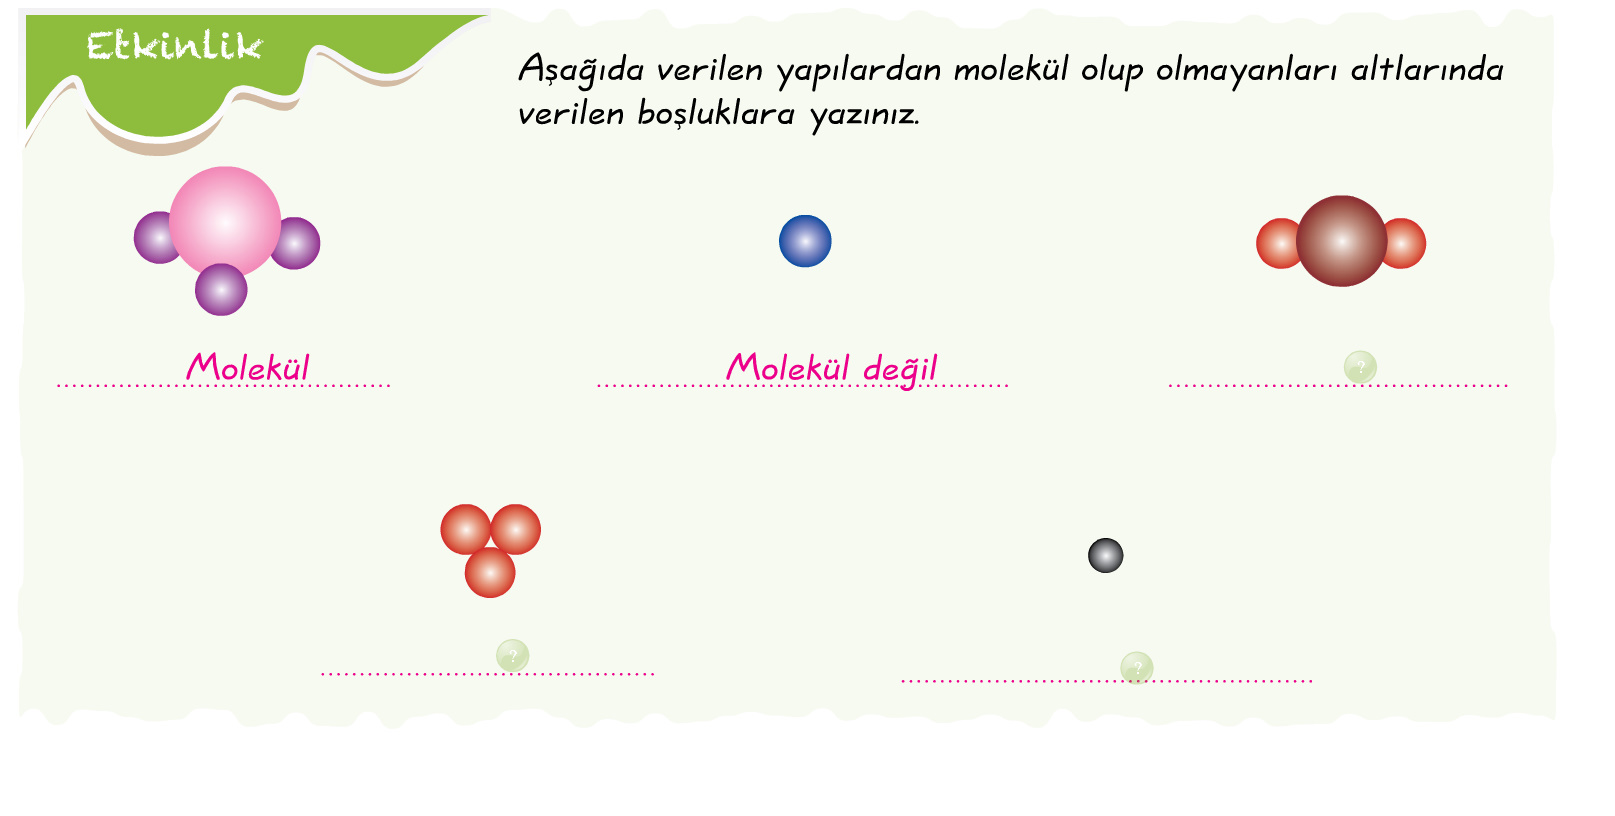 Etkinlik
Aşağıda verilen yapılardan molekül olup olmayanları altlarında
verilen boşluklara yazınız.
Molekül
Molekül değil
?
?
?